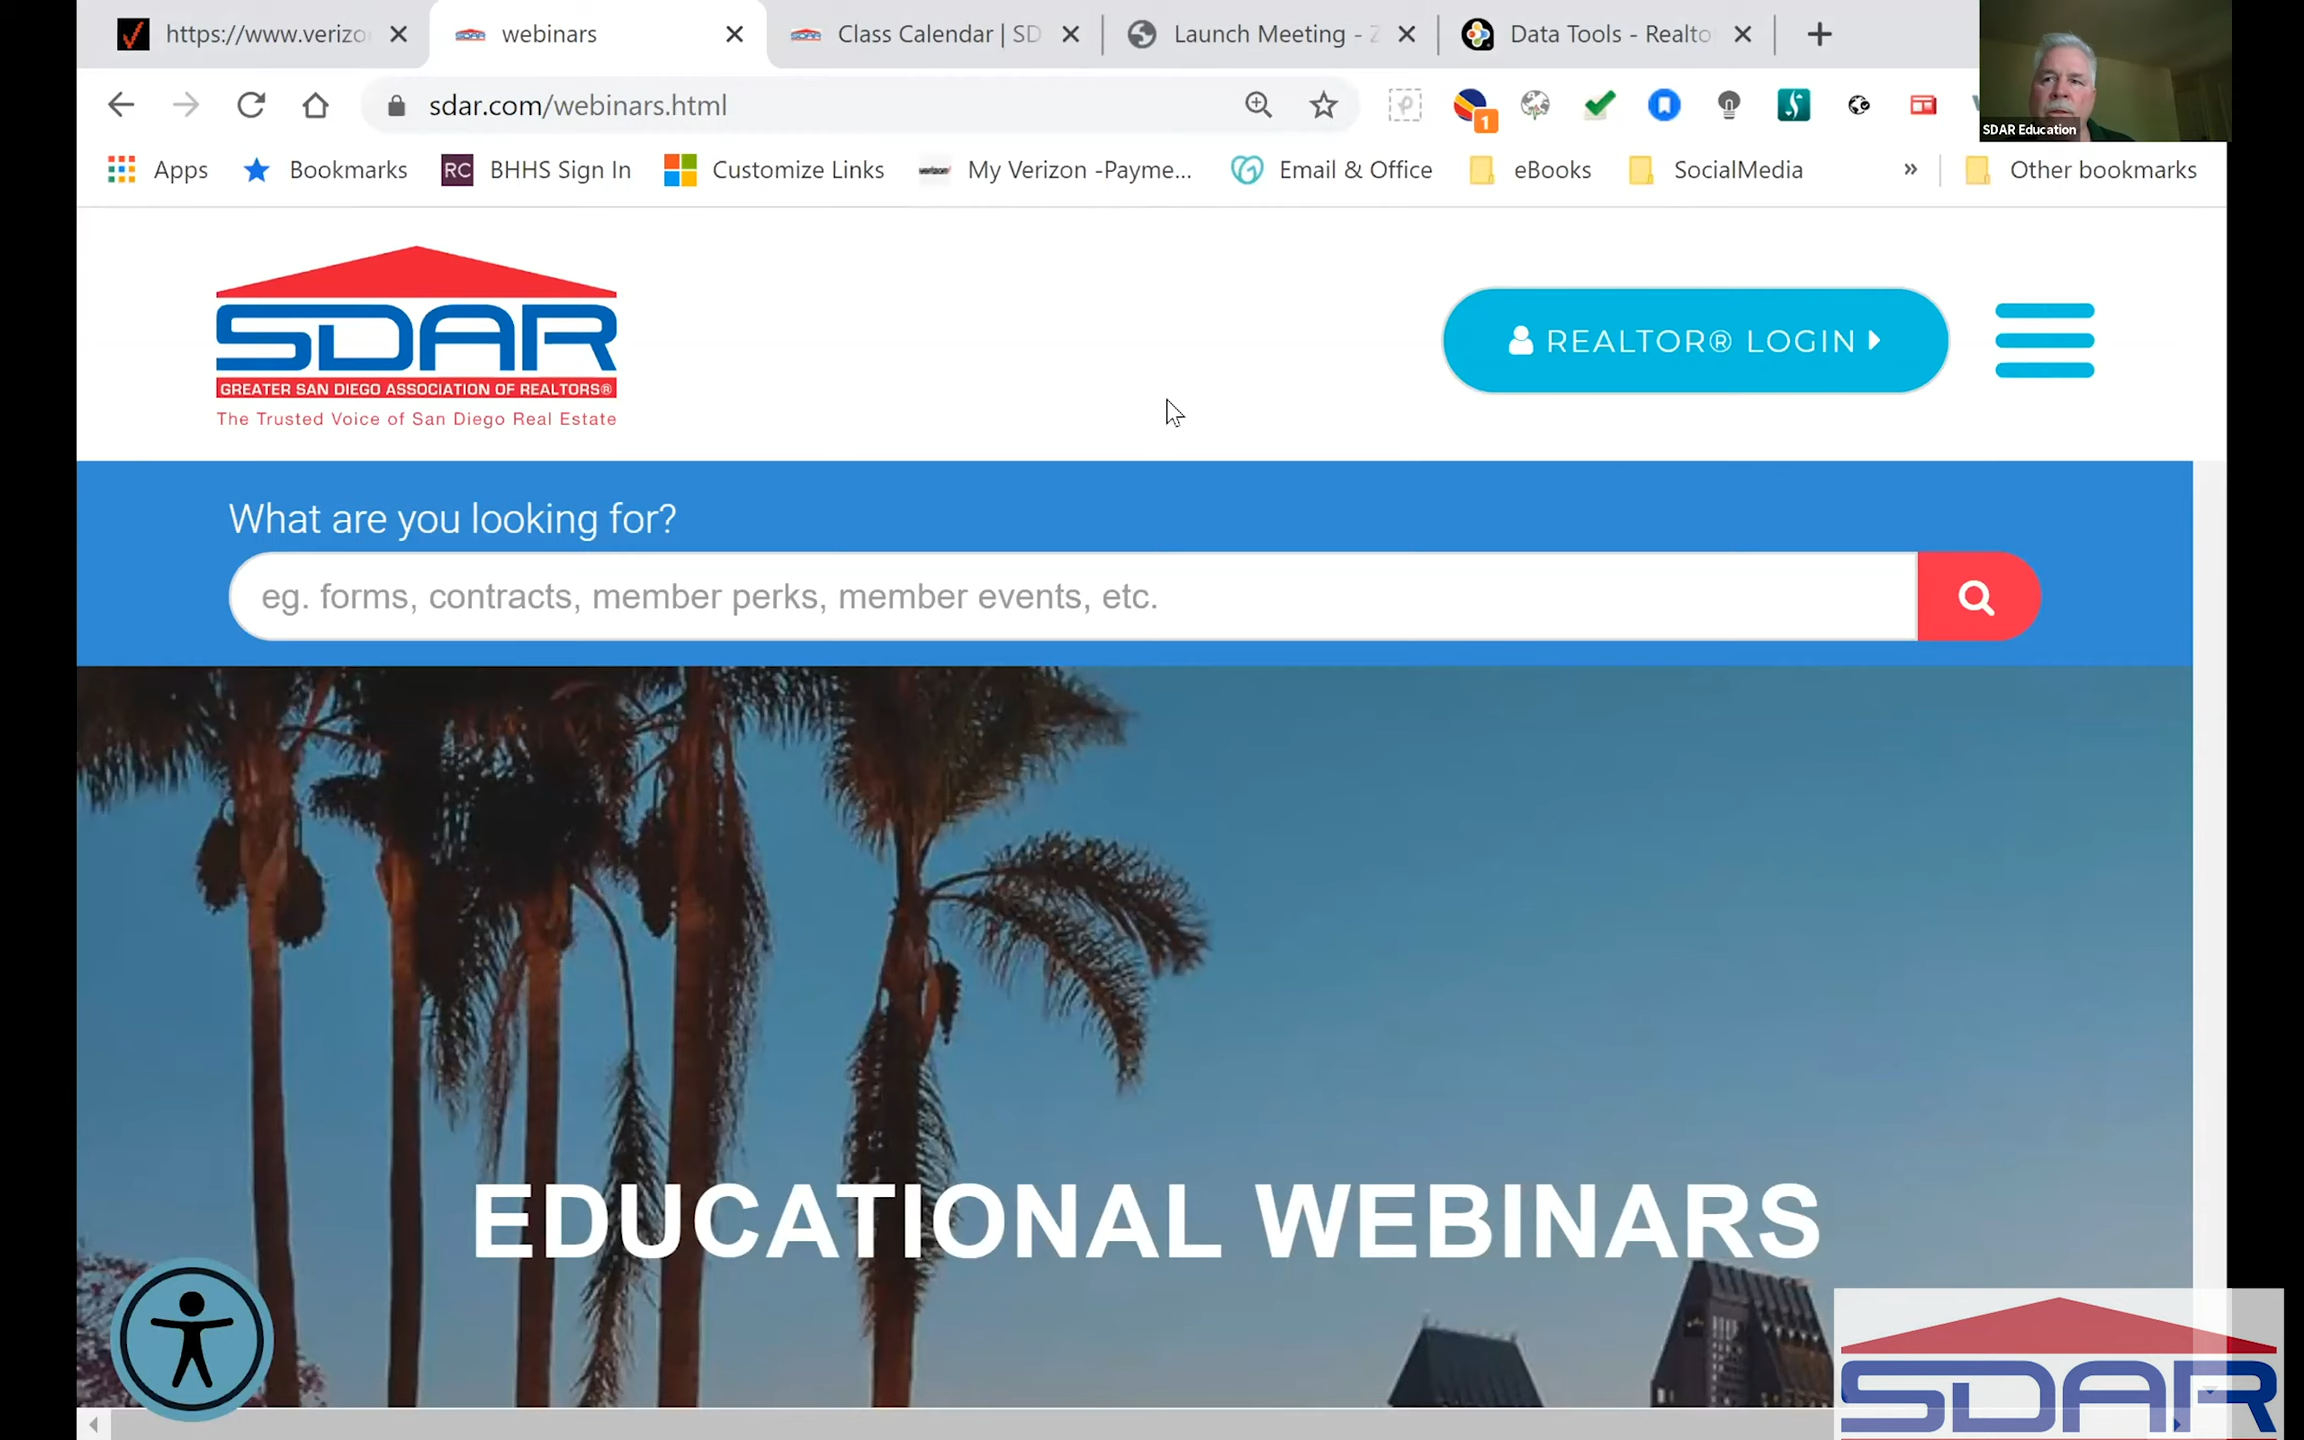 https://www.verizo
webinars
Class Calendar | SD
Launch Meeting - Z
Data Tools - Realto
sdar.com/webinars.html
1
SDAR Education
Apps
Bookmarks
RC
BHHS Sign In
Customize Links
verizon
My Verizon -Payme...
Email & Office
eBooks
SocialMedia
»
Other bookmarks
SDAR
GREATER SAN DIEGO ASSOCIATION OF REALTORS®
The Trusted Voice of San Diego Real Estate
REALTOR® LOGIN
What are you looking for?
eg. forms, contracts, member perks, member events, etc.
EDUCATIONAL WEBINARS
SDAR